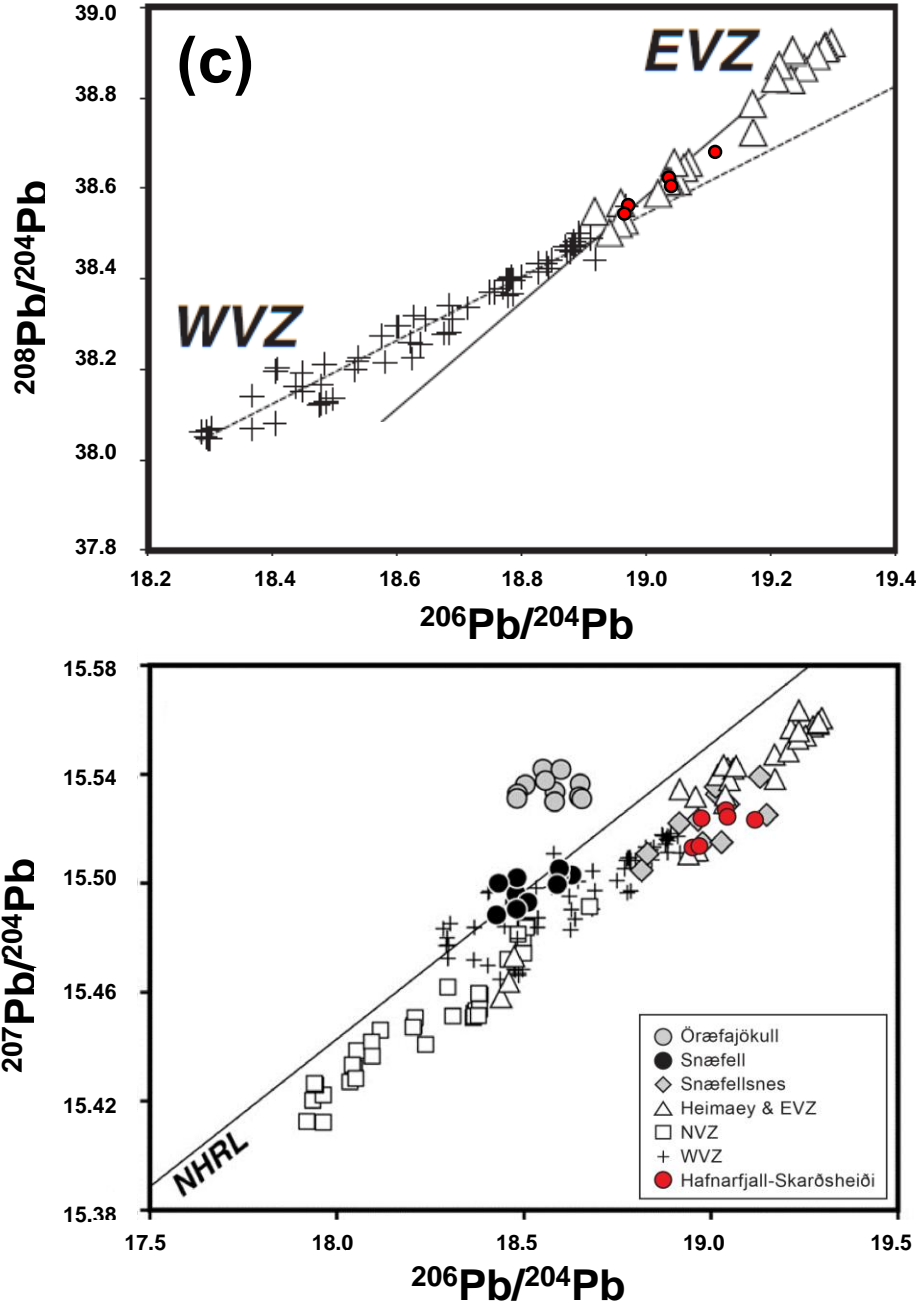 (c)
EVZ
WVZ
39.0
38.8
38.6
38.4
38.2
38.0
37.8
²⁰⁸Pb/²⁰⁴Pb
18.2 18.4 18.6 18.8 19.0 19.2 19.4
²⁰⁶Pb/²⁰⁴Pb
15.58
15.54
15.50
15.46
15.42
15.38
²⁰⁷Pb/²⁰⁴Pb
NHRL
Öræfajökull
Snæfell
Snæfellsnes
Heimaey & EVZ
NVZ
WVZ
Hafnarfjall-Skarðsheiði
17.5 18.0 18.5 19.0 19.5
²⁰⁶Pb/²⁰⁴Pb